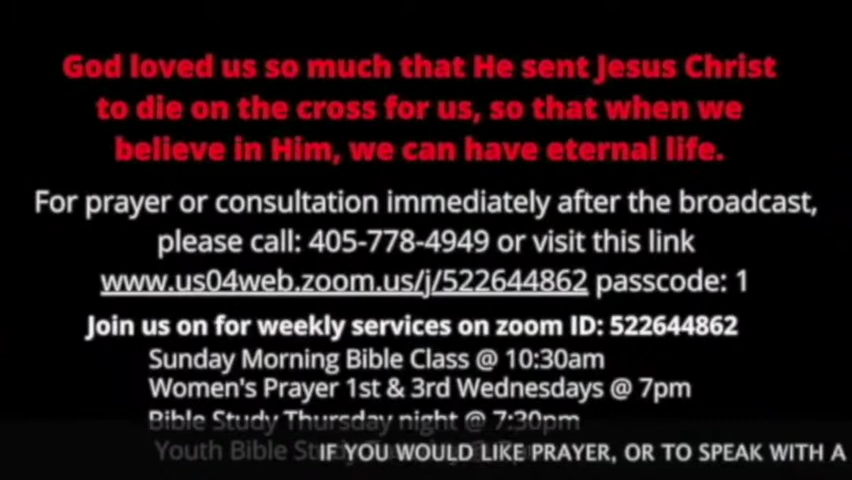 God loved us so much that He sent Jesus Christ
to die on the cross for us, so that when we
believe in Him, we can have eternal life.
For prayer or consultation immediately after the broadcast,
please call: 405-778-4949 or visit this link
www.us04web.zoom.us/j/522644862 passcode: 1
Join us on for weekly services on zoom ID: 522644862
Sunday Morning Bible Class @ 10:30am
Women's Prayer 1st & 3rd Wednesdays @ 7pm
Bible Study Thursday night @ 7:30pm
Youth Bible
IF YOU WOULD LIKE PRAYER, OR TO SPEAK WITH A